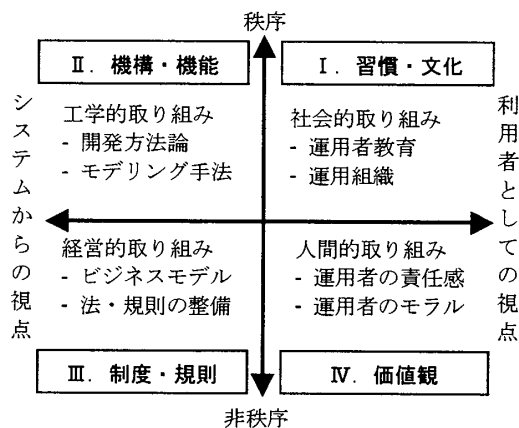 秩序
Ⅱ．機構・機能
Ⅰ．習慣・文化
システムからの視点
工学的取り組み
- 開発方法論
- モデリング手法
社会的取り組み
- 運用者教育
- 運用組織
利用者としての視点
経営的取り組み
- ビジネスモデル
- 法・規則の整備
人間的取り組み
- 運用者の責任感
- 運用者のモラル
Ⅲ．制度・規則
Ⅳ．価値観
非秩序